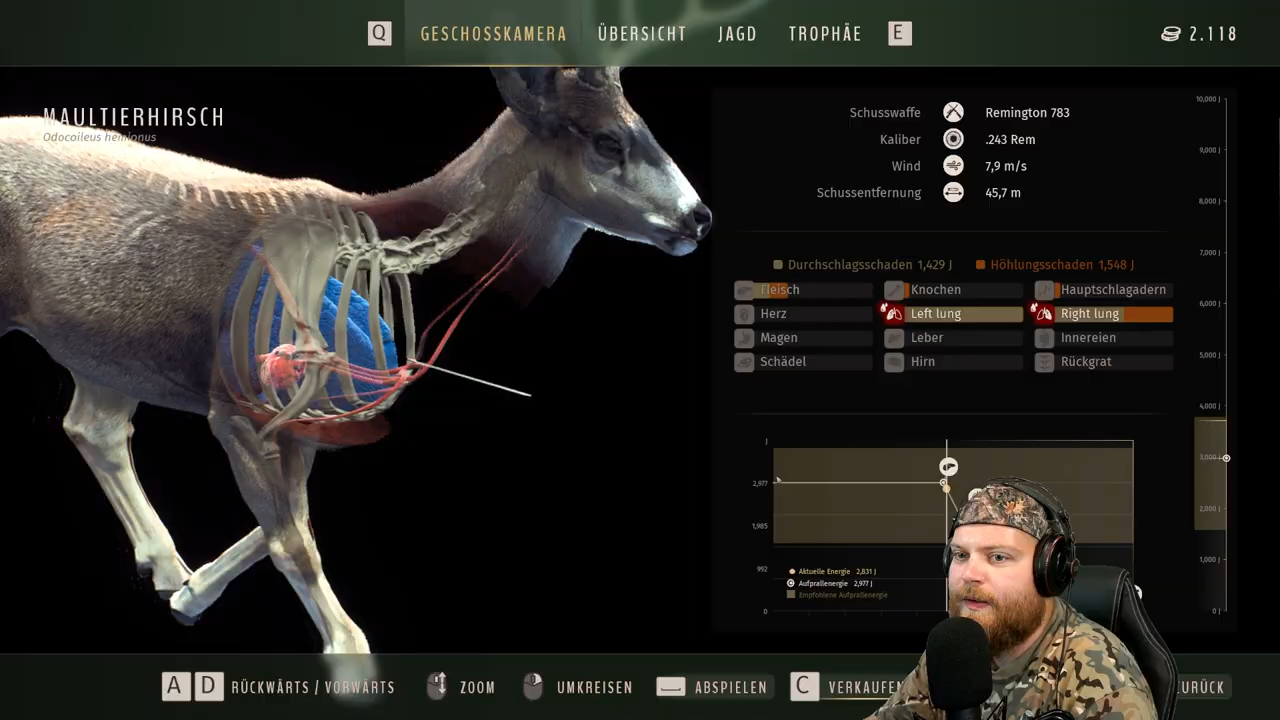 Q GESCHOSSKAMERA ÜBERSICHT JAGD TROPHÄE E 2.118
MAULTIERHIRSCH
Odocoileus hemionus
Schusswaffe Remington 783
Kaliber .243 Rem
Wind 7,9 m/s
Schussentfernung 45,7 m
Durchschlagsschaden 1,429 J Höhlungsschaden 1,548 J
Fleisch Knochen Hauptschlagadern
Herz Left lung Right lung
Magen Leber Innereien
Schädel Hirn Rückgrat
10,000 J
9,000 J
8,000 J
7,000 J
6,000 J
5,000 J
4,000 J
3,000 J
2,000 J
1,000 J
0 J
J
2,977
1,985
992
0
Aktuelle Energie 2,831 J
Aufprallenergie 2,977 J
Empfohlene Aufprallenergie
A D RÜCKWÄRTS / VORWÄRTS ZOOM UMKREISEN ABSPIELEN C VERKAUFEN